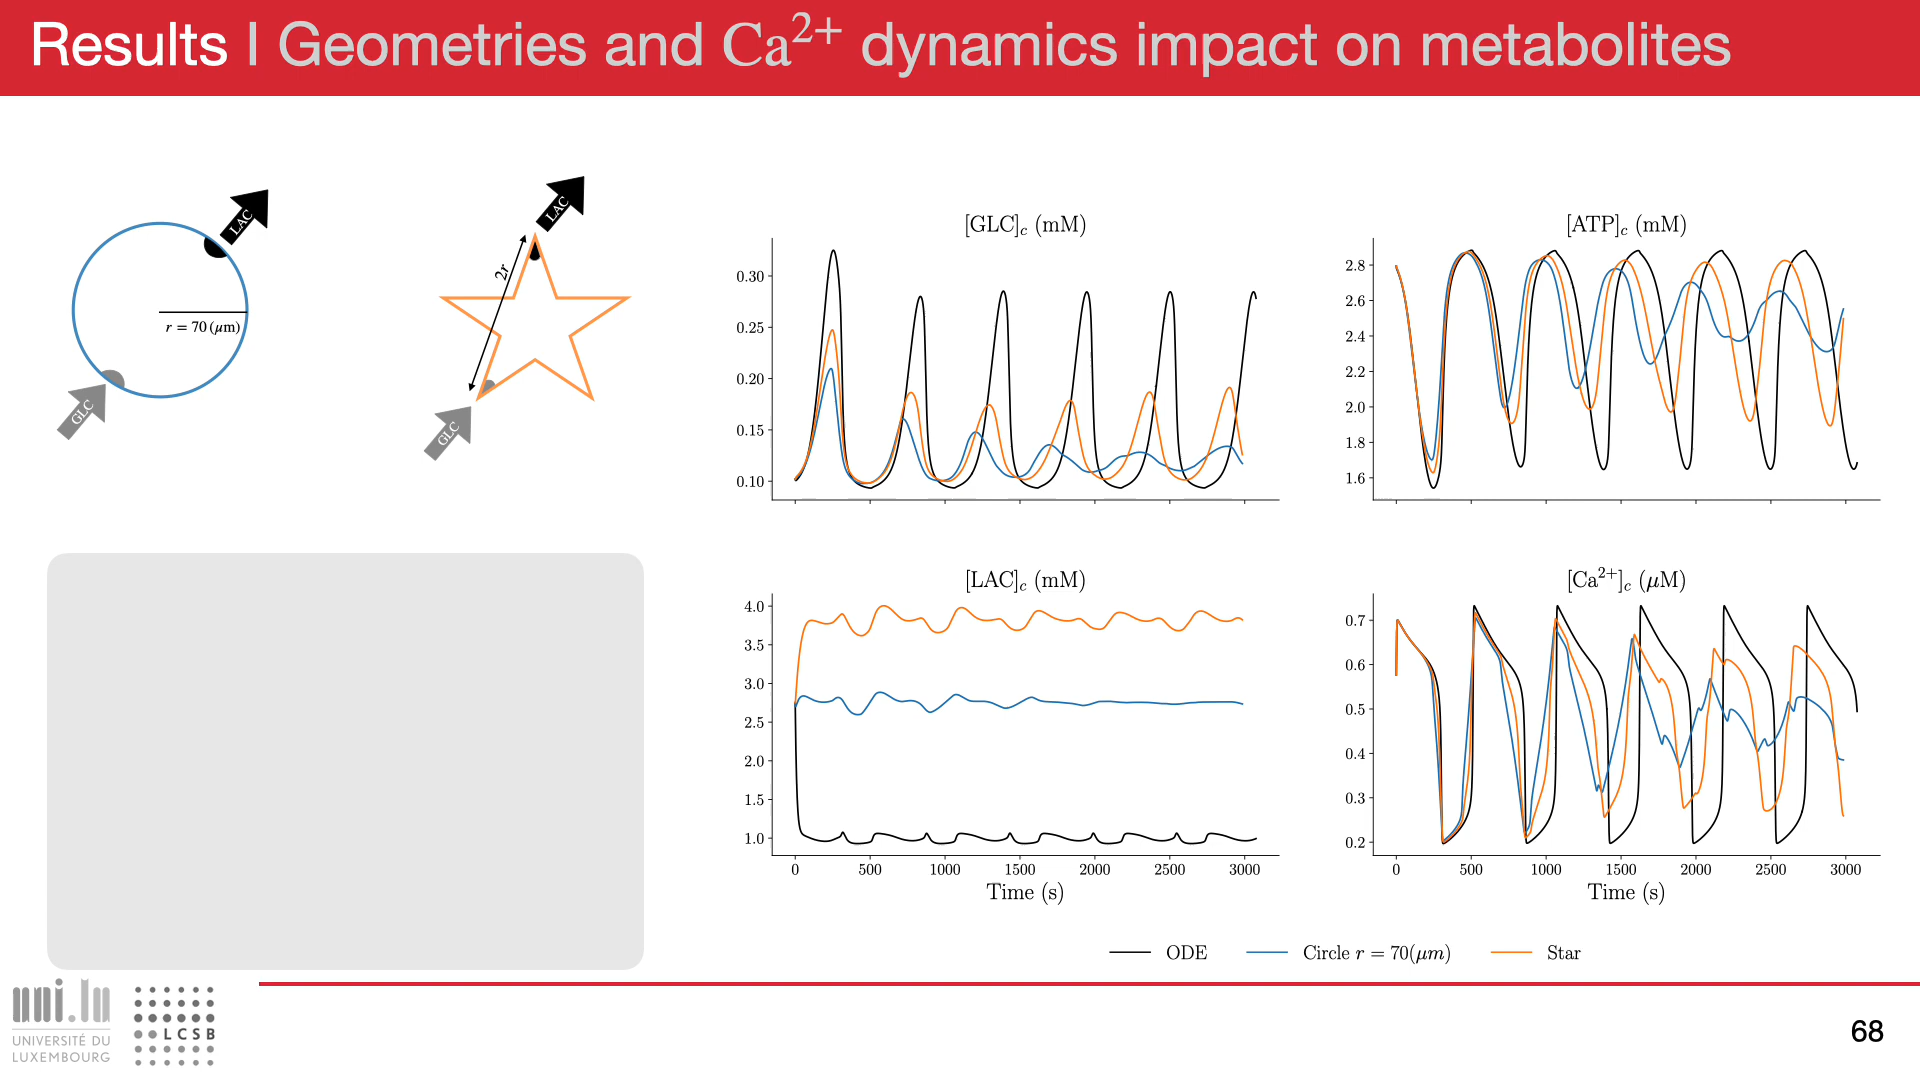 Results | Geometries and Ca²⁺ dynamics impact on metabolites
LAC
r = 70 (μm)
GLC
LAC
2r
GLC
[GLC]c (mM)
0.30
0.25
0.20
0.15
0.10
[ATP]c (mM)
2.8
2.6
2.4
2.2
2.0
1.8
1.6
[LAC]c (mM)
4.0
3.5
3.0
2.5
2.0
1.5
1.0
0 500 1000 1500 2000 2500 3000
Time (s)
[Ca²⁺]c (μM)
0.7
0.6
0.5
0.4
0.3
0.2
0 500 1000 1500 2000 2500 3000
Time (s)
ODE Circle r = 70(μm) Star
uni.lu
UNIVERSITÉ DU
LUXEMBOURG
LCSB
68